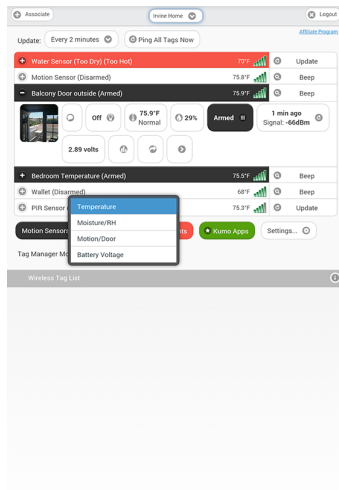 Associate
Irvine Home
Logout
Affiliate Program
Update:
Every 2 minutes
Ping All Tags Now
Water Sensor (Too Dry) (Too Hot) 70°F Update
Motion Sensor (Disarmed) 75.8°F Beep
Balcony Door outside (Armed) 75.9°F Beep
Off
75.9°F
Normal
29%
Armed
1 min ago
Signal: -66dBm
2.89 volts
Bedroom Temperature (Armed) 75.5°F Beep
Wallet (Disarmed) 68°F Beep
PIR Sensor 75.3°F Update
Temperature
Moisture/RH
Motion/Door
Battery Voltage
Motion Sensors
Kumo Apps
Settings...
Tag Manager
Wireless Tag List